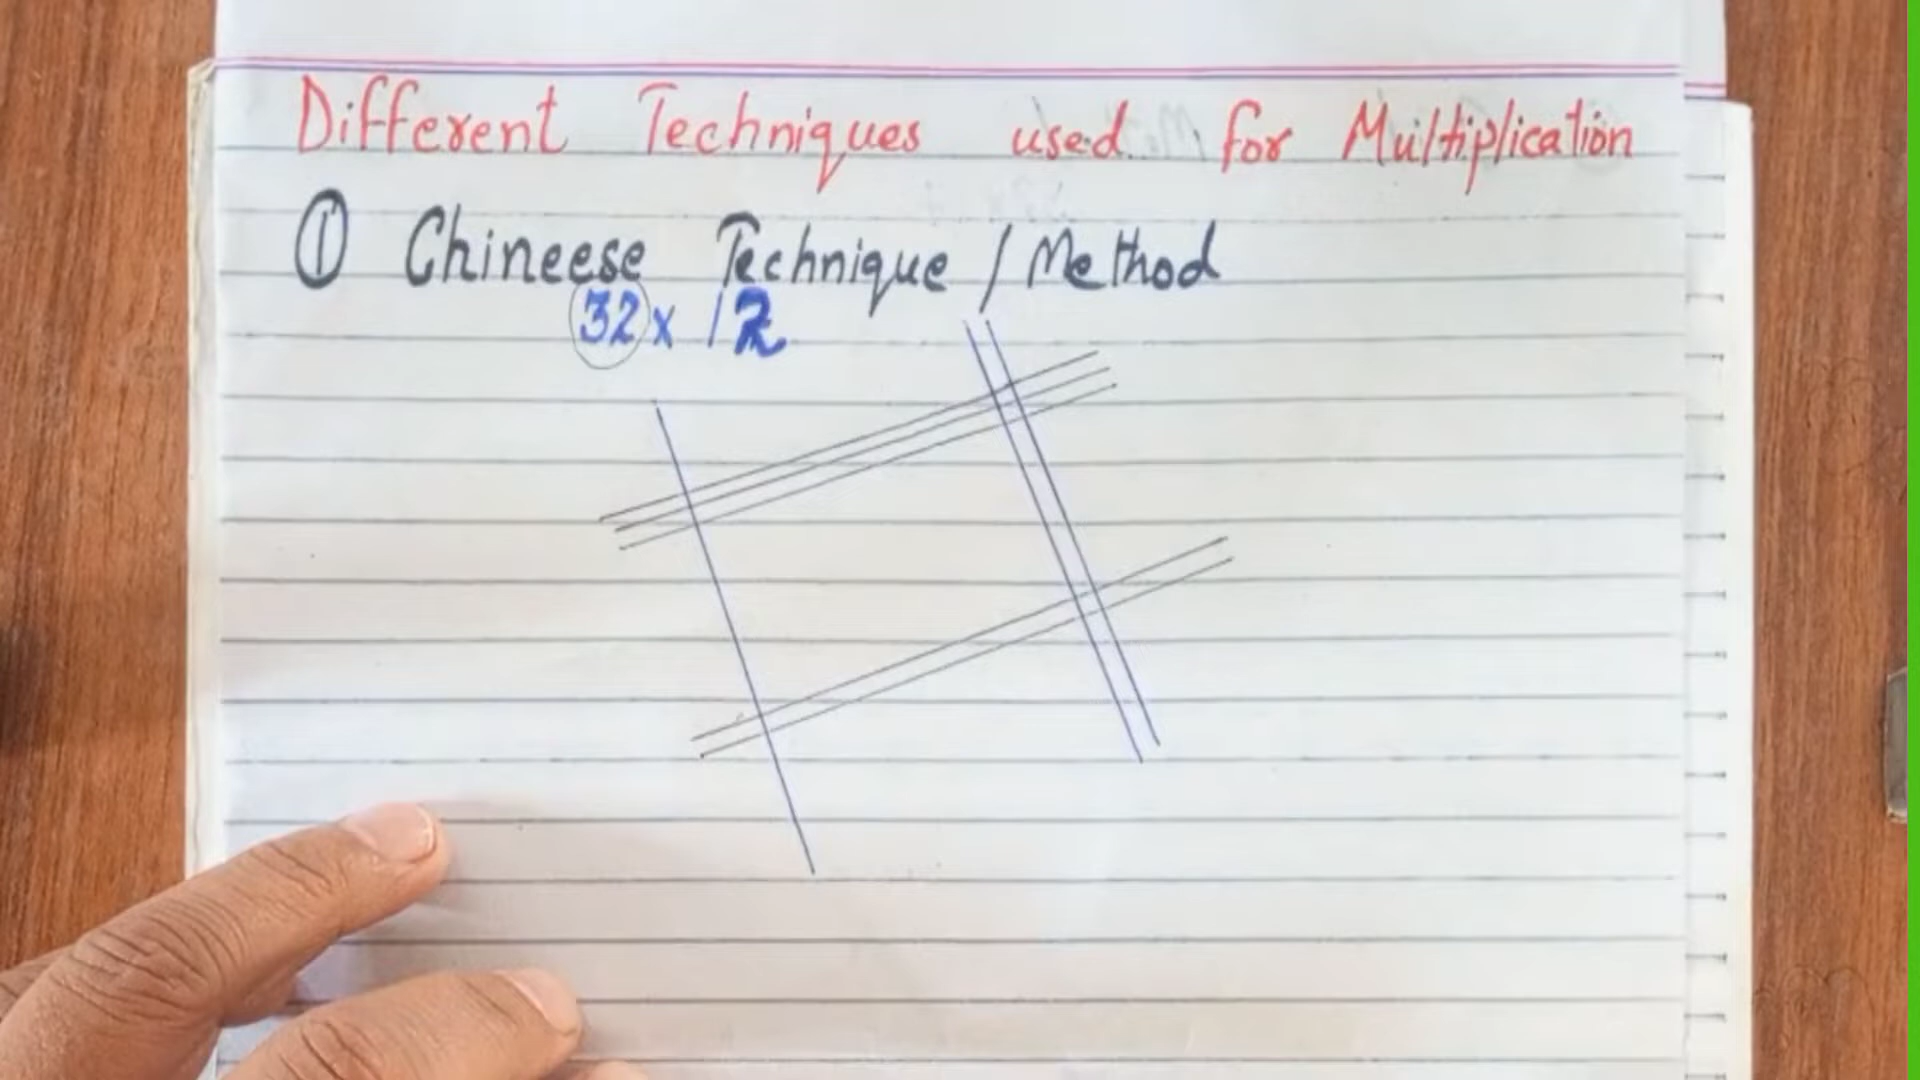 Different Techniques used for Multiplication
① Chineese Technique / Method
32 x 12